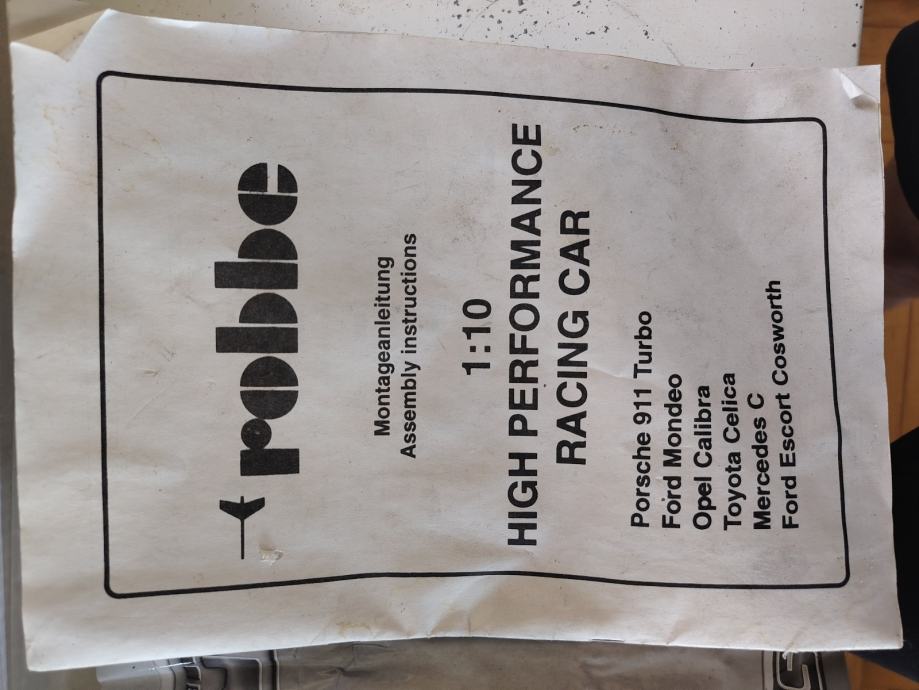 robbe
Montageanleitung
Assembly instructions
1:10
HIGH PERFORMANCE
RACING CAR
Porsche 911 Turbo
Ford Mondeo
Opel Calibra
Toyota Celica
Mercedes C
Ford Escort Cosworth